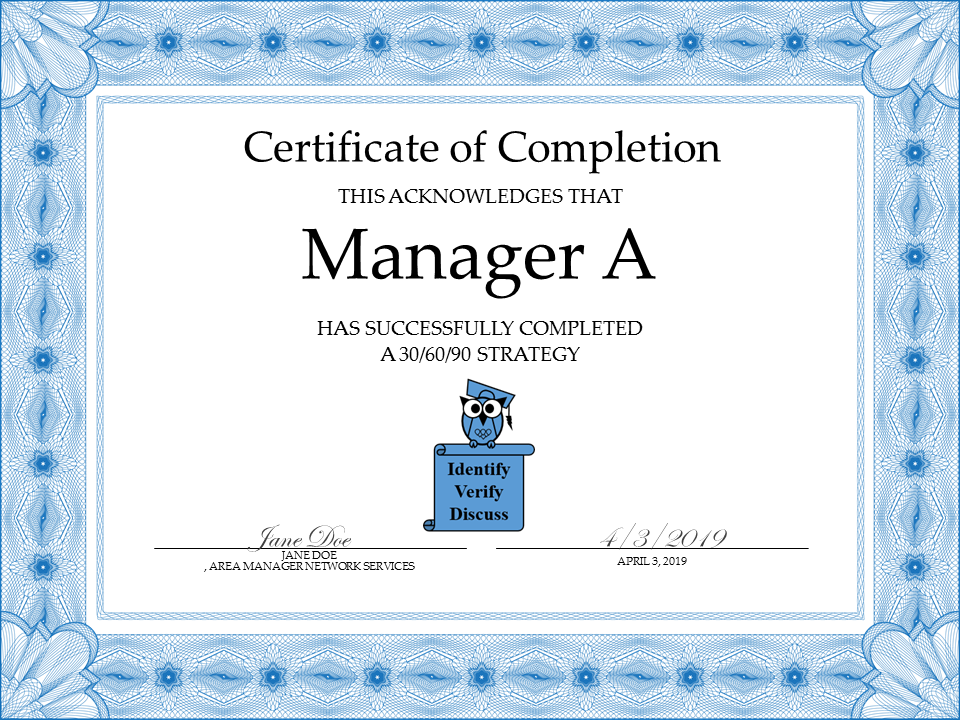 Certificate of Completion
THIS ACKNOWLEDGES THAT
Manager A
HAS SUCCESSFULLY COMPLETED
A 30/60/90 STRATEGY
Identify
Verify
Discuss
Jane Doe
JANE DOE
, AREA MANAGER NETWORK SERVICES
4/3/2019
APRIL 3, 2019